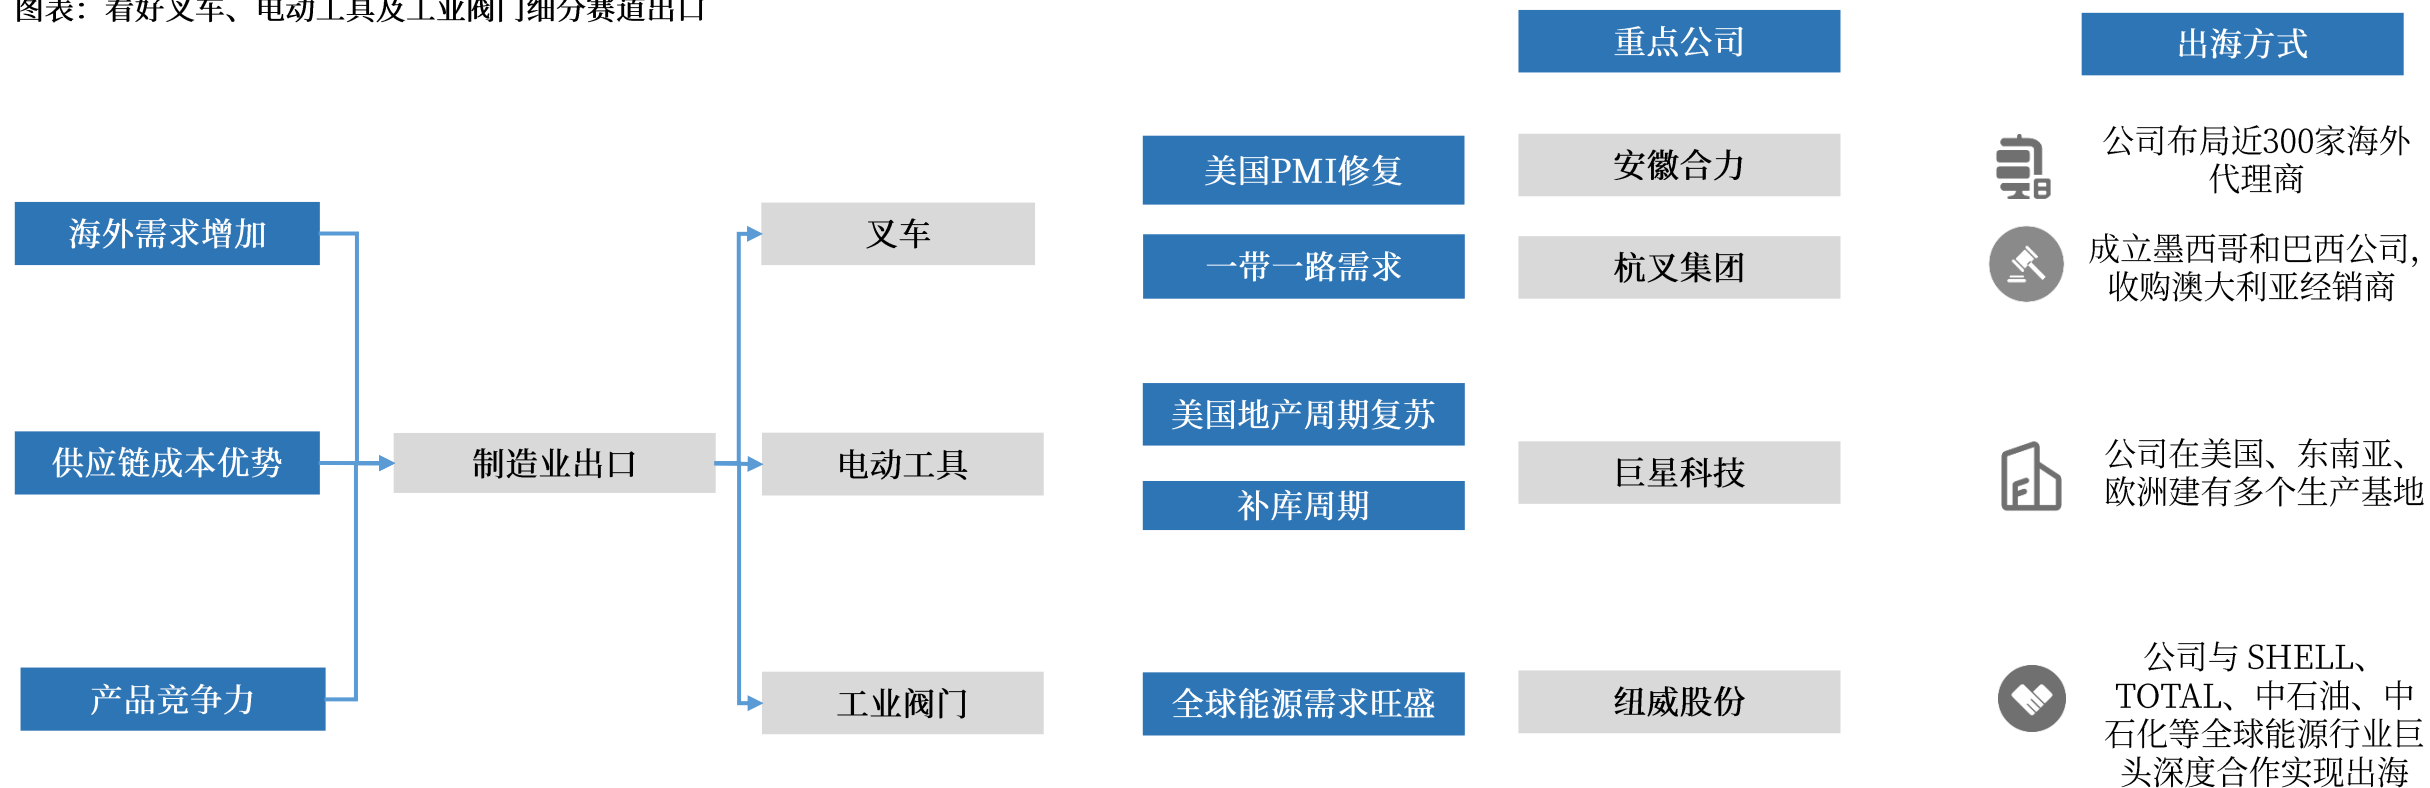 图表：看好叉车、电动工具及工业阀门细分赛道出口
重点公司
出海方式
海外需求增加
供应链成本优势
产品竞争力
制造业出口
叉车
电动工具
工业阀门
美国PMI修复
一带一路需求
美国地产周期复苏
补库周期
全球能源需求旺盛
安徽合力
杭叉集团
巨星科技
纽威股份
公司布局近300家海外
代理商
成立墨西哥和巴西公司，
收购澳大利亚经销商
公司在美国、东南亚、
欧洲建有多个生产基地
公司与 SHELL、
TOTAL、中石油、中
石化等全球能源行业巨
头深度合作实现出海